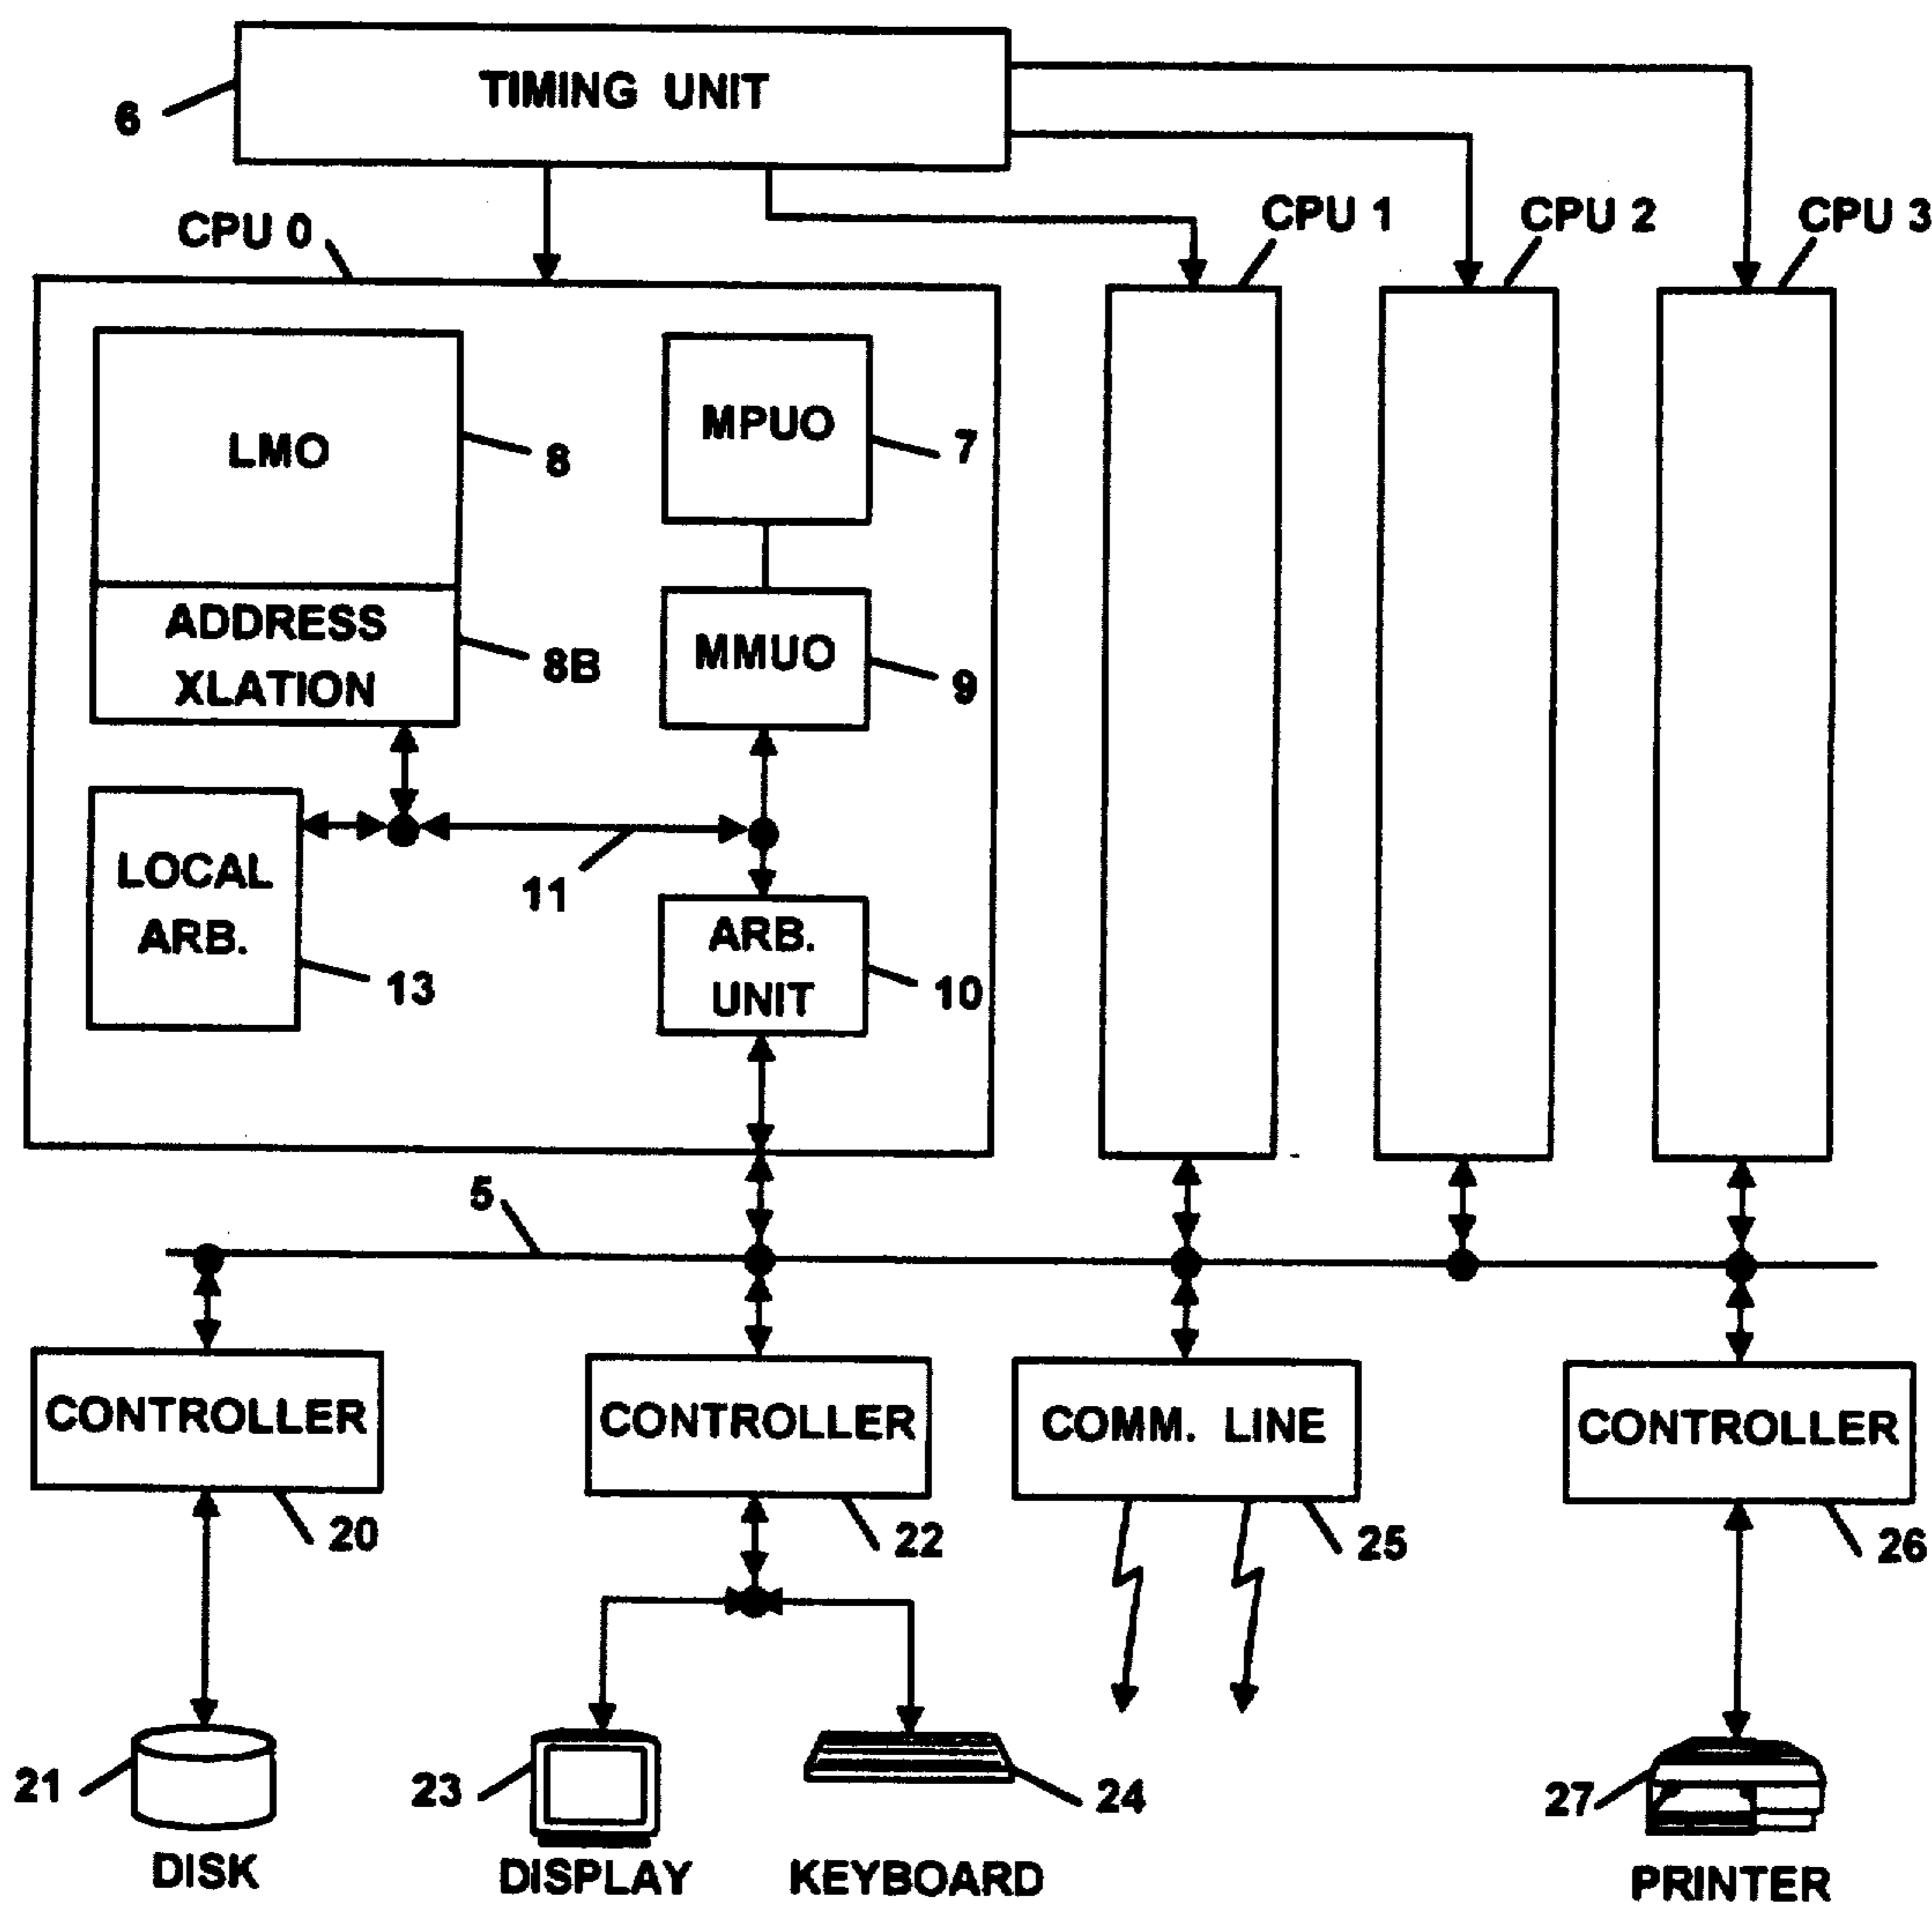 TIMING UNIT
6
CPU 0
CPU 1
CPU 2
CPU 3
LMO
8
MPUO
7
ADDRESS
XLATION
8B
MMUO
9
LOCAL
ARB.
13
11
ARB.
UNIT
10
5
CONTROLLER
20
CONTROLLER
22
COMM. LINE
25
CONTROLLER
26
21
DISK
23
DISPLAY
24
KEYBOARD
27
PRINTER